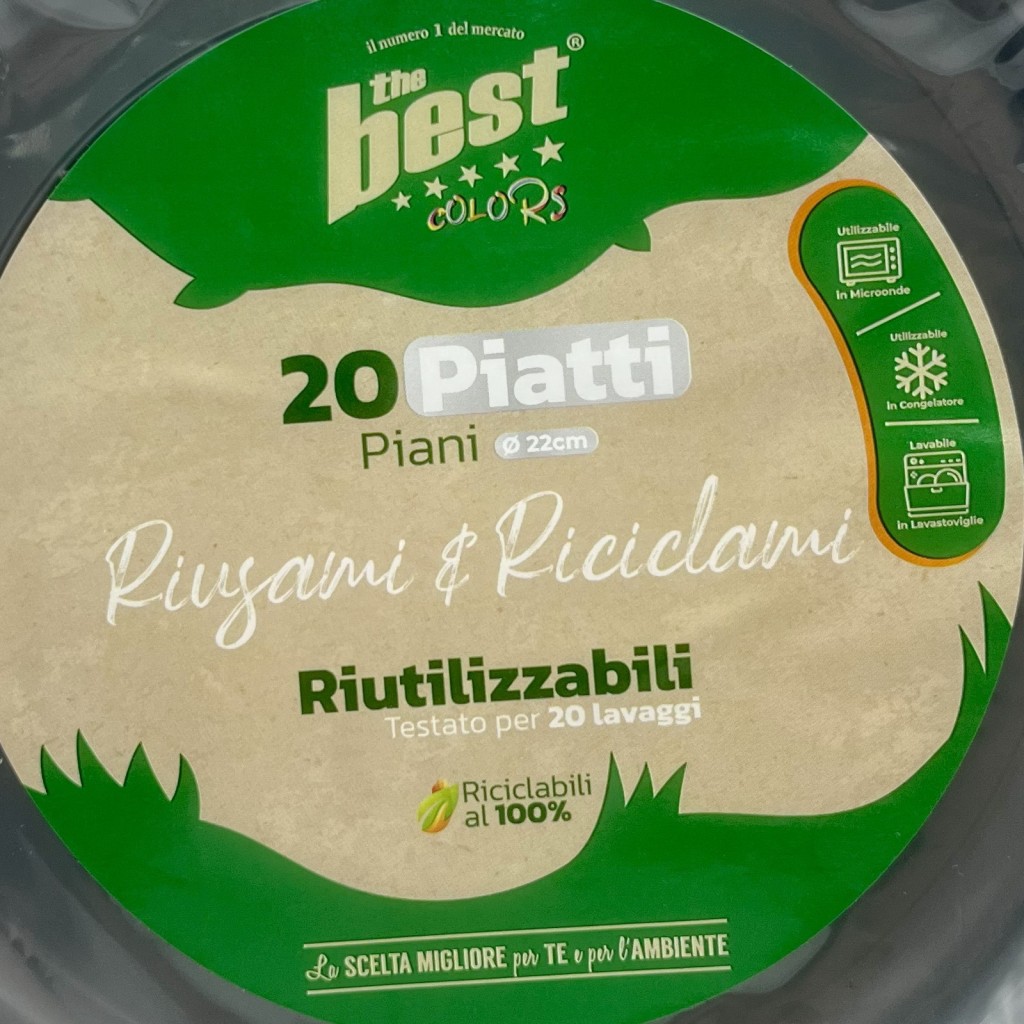 il numero 1 del mercato
the
best®
COLORS
Utilizzabile
In Microonde
Utilizzabile
In Congelatore
Lavabile
In Lavastoviglie
20 Piatti
Piani Ø 22cm
Riusami & Riciclami
Riutilizzabili
Testato per 20 lavaggi
Riciclabili
al 100%
La SCELTA MIGLIORE per TE e per l'AMBIENTE